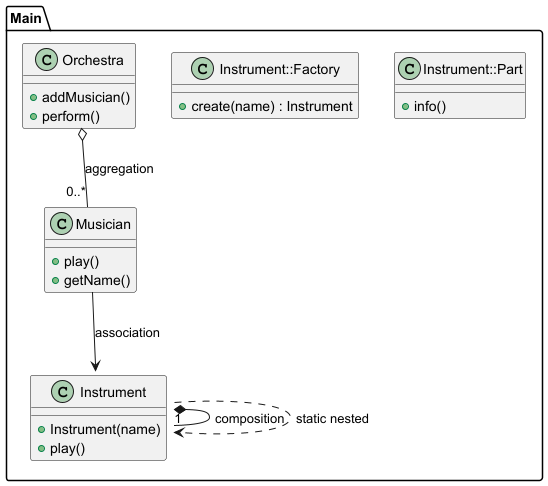 Main
C Orchestra
addMusician()
perform()
C Instrument::Factory
create(name) : Instrument
C Instrument::Part
info()
aggregation
0..*
C Musician
play()
getName()
association
C Instrument
Instrument(name)
play()
1
composition
static nested